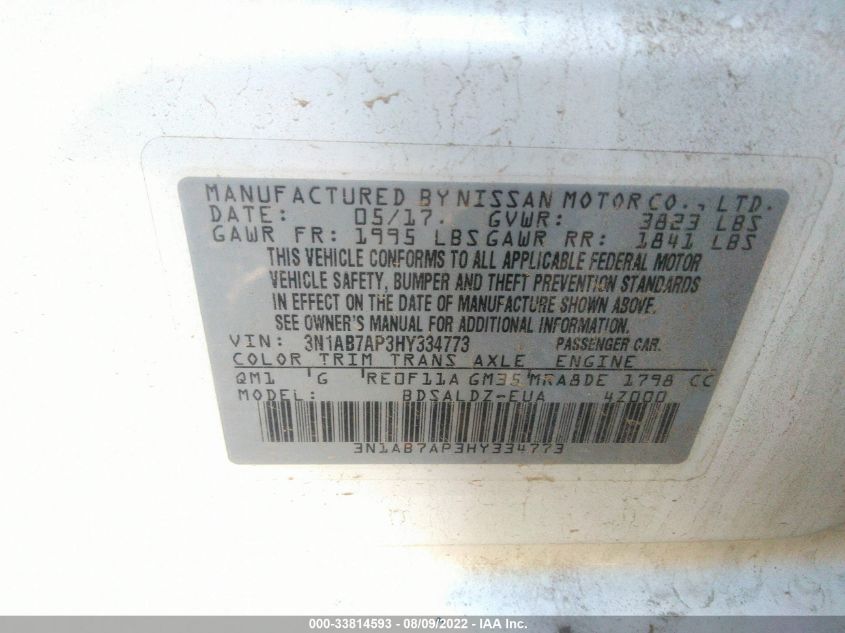 MANUFACTURED BY NISSAN MOTOR CO., LTD.
DATE: 05/17. GVWR: 3823 LBS
GAWR FR: 1995 LBS GAWR RR: 1841 LBS
THIS VEHICLE CONFORMS TO ALL APPLICABLE FEDERAL MOTOR
VEHICLE SAFETY, BUMPER AND THEFT PREVENTION STANDARDS
IN EFFECT ON THE DATE OF MANUFACTURE SHOWN ABOVE.
SEE OWNER'S MANUAL FOR ADDITIONAL INFORMATION.
VIN: 3N1AB7AP3HY334773 PASSENGER CAR.
COLOR TRIM TRANS AXLE ENGINE
QM1 'G 'RE0F11A GM35 'MRA8DE 1798 CC
MODEL: BDSALDZ-EUA 4Z000
3N1AB7AP3HY334773
000-33814593 - 08/09/2022 - IAA Inc.